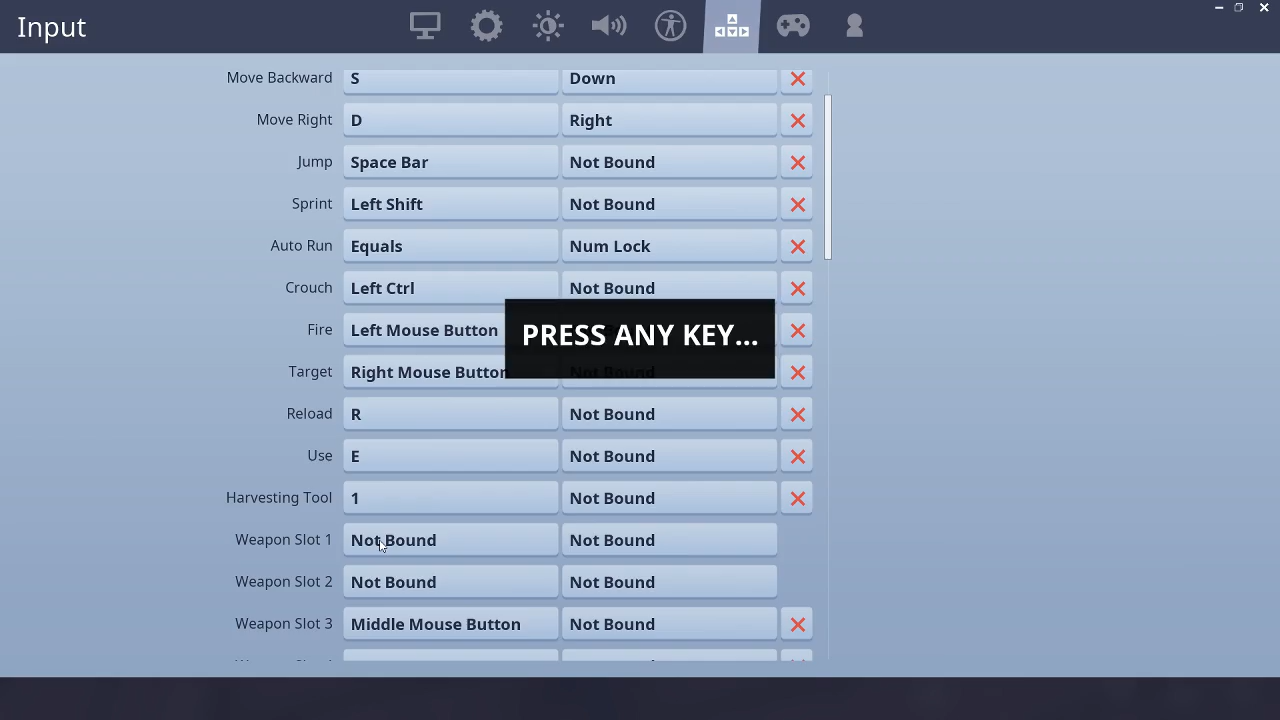 Input
Move Backward S Down
Move Right D Right
Jump Space Bar Not Bound
Sprint Left Shift Not Bound
Auto Run Equals Num Lock
Crouch Left Ctrl Not Bound
Fire Left Mouse Button
PRESS ANY KEY...
Target Right Mouse Button Not Bound
Reload R Not Bound
Use E Not Bound
Harvesting Tool 1 Not Bound
Weapon Slot 1 Not Bound Not Bound
Weapon Slot 2 Not Bound Not Bound
Weapon Slot 3 Middle Mouse Button Not Bound